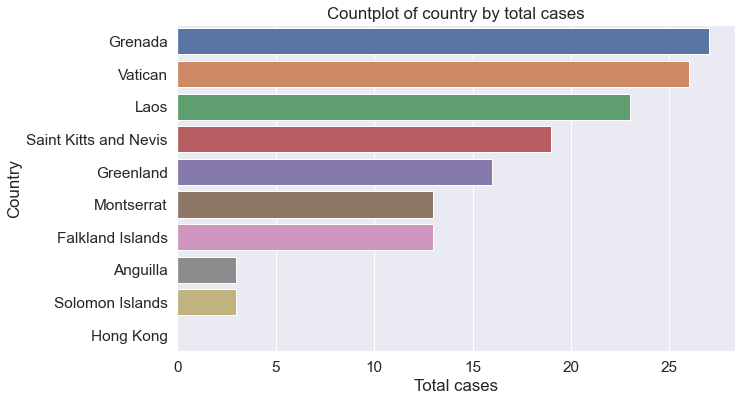 Countplot of country by total cases
Country
Grenada
Vatican
Laos
Saint Kitts and Nevis
Greenland
Montserrat
Falkland Islands
Anguilla
Solomon Islands
Hong Kong
0 5 10 15 20 25
Total cases